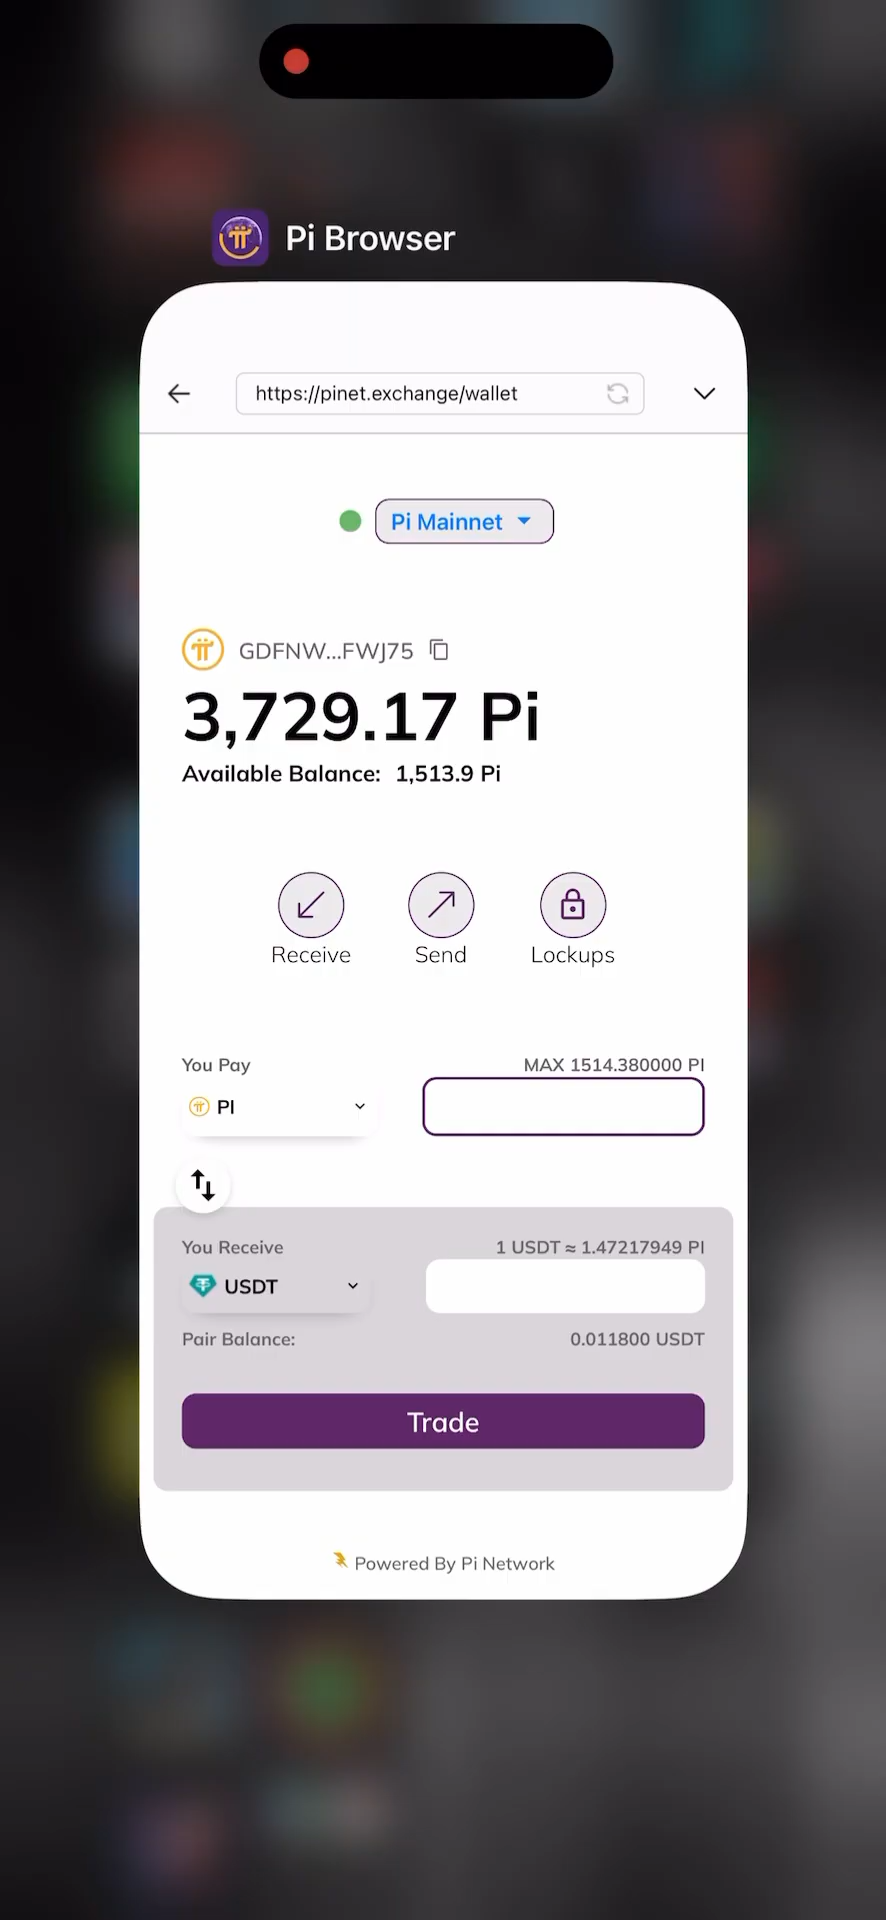 Pi Browser
https://pinet.exchange/wallet
Pi Mainnet
GDFNW...FWJ75
3,729.17 Pi
Available Balance: 1,513.9 Pi
Receive
Send
Lockups
You Pay
MAX 1514.380000 PI
PI
You Receive
1 USDT ≈ 1.47217949 PI
USDT
Pair Balance:
0.011800 USDT
Trade
Powered By Pi Network